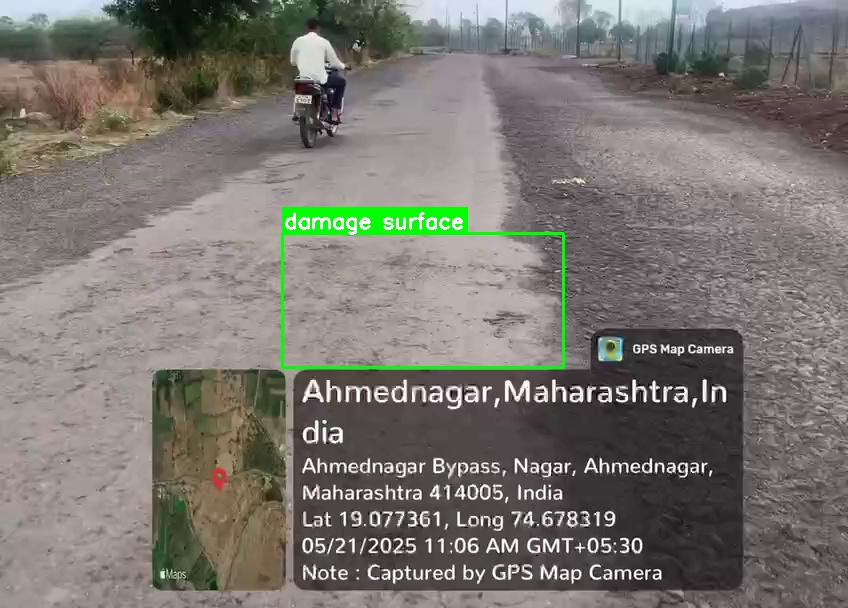 damage surface
GPS Map Camera
Ahmednagar,Maharashtra,In
dia
Ahmednagar Bypass, Nagar, Ahmednagar,
Maharashtra 414005, India
Lat 19.077361, Long 74.678319
05/21/2025 11:06 AM GMT+05:30
Note : Captured by GPS Map Camera
Maps